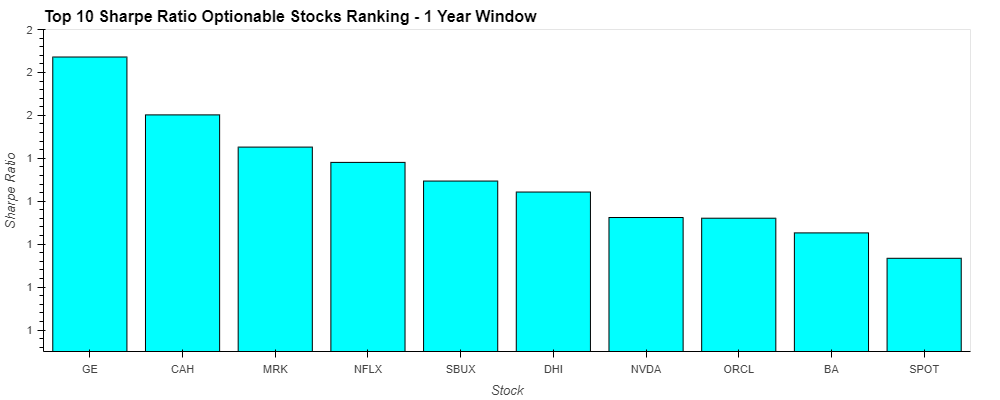 Top 10 Sharpe Ratio Optionable Stocks Ranking - 1 Year Window
2
2
2
1
1
1
1
1
Sharpe Ratio
GE CAH MRK NFLX SBUX DHI NVDA ORCL BA SPOT
Stock